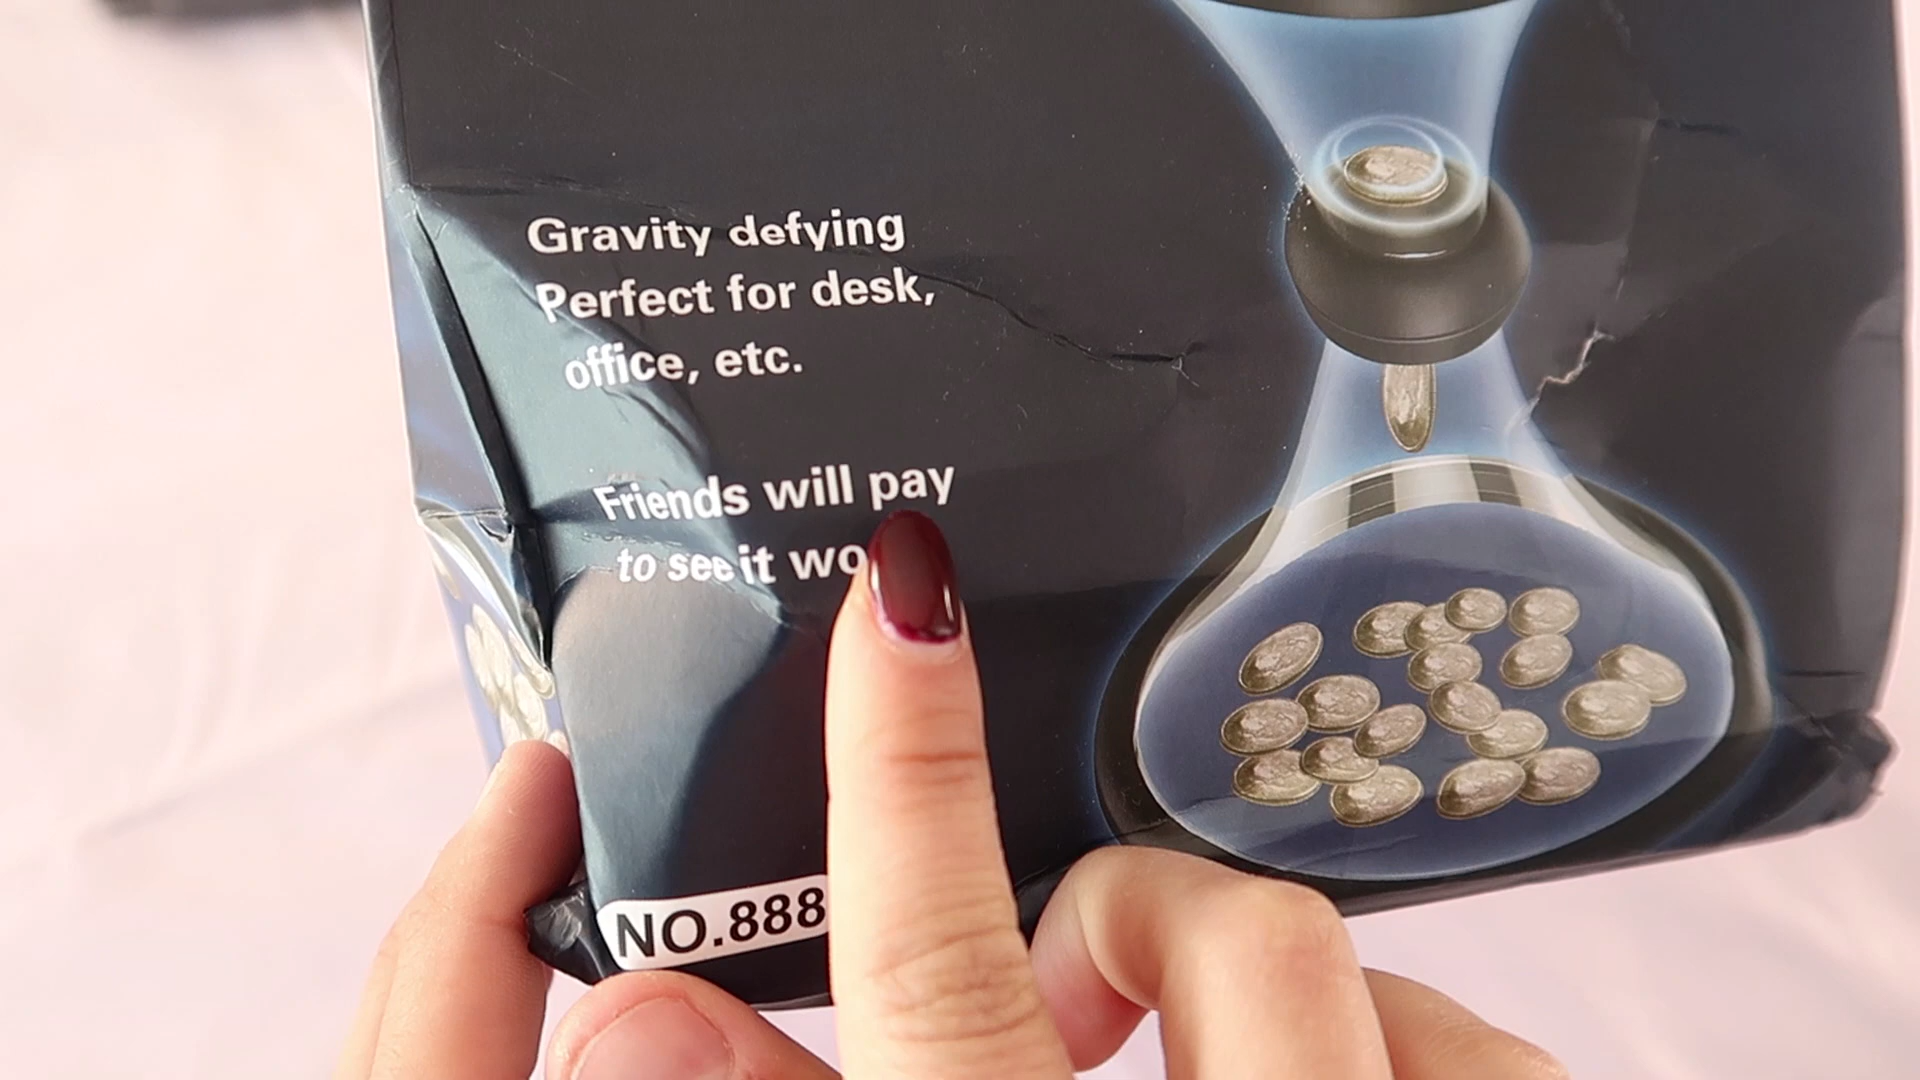 Gravity defying
Perfect for desk,
office, etc.
Friends will pay
to see it wo
NO.888